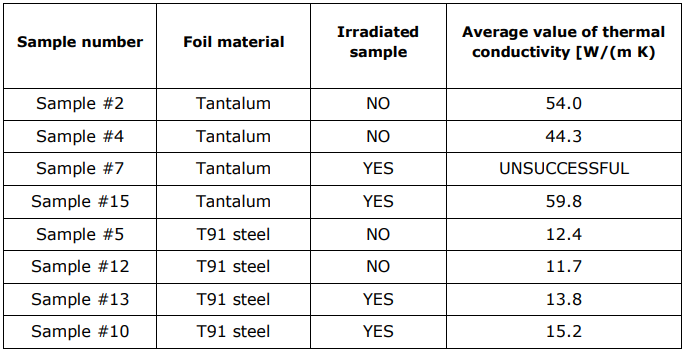 Sample number Foil material Irradiated sample Average value of thermal conductivity [W/(m K)
Sample #2 Tantalum NO 54.0
Sample #4 Tantalum NO 44.3
Sample #7 Tantalum YES UNSUCCESSFUL
Sample #15 Tantalum YES 59.8
Sample #5 T91 steel NO 12.4
Sample #12 T91 steel NO 11.7
Sample #13 T91 steel YES 13.8
Sample #10 T91 steel YES 15.2